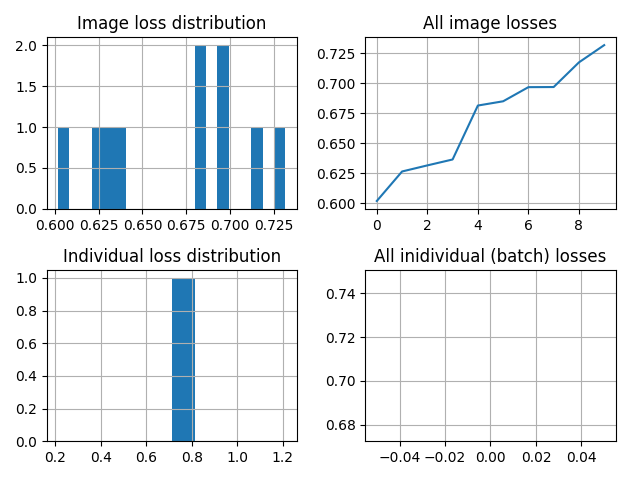 Image loss distribution
2.0
1.5
1.0
0.5
0.0
0.600 0.625 0.650 0.675 0.700 0.725
All image losses
0.725
0.700
0.675
0.650
0.625
0.600
0 2 4 6 8
Individual loss distribution
1.0
0.8
0.6
0.4
0.2
0.0
0.2 0.4 0.6 0.8 1.0 1.2
All inidividual (batch) losses
0.74
0.72
0.70
0.68
−0.04 −0.02 0.00 0.02 0.04